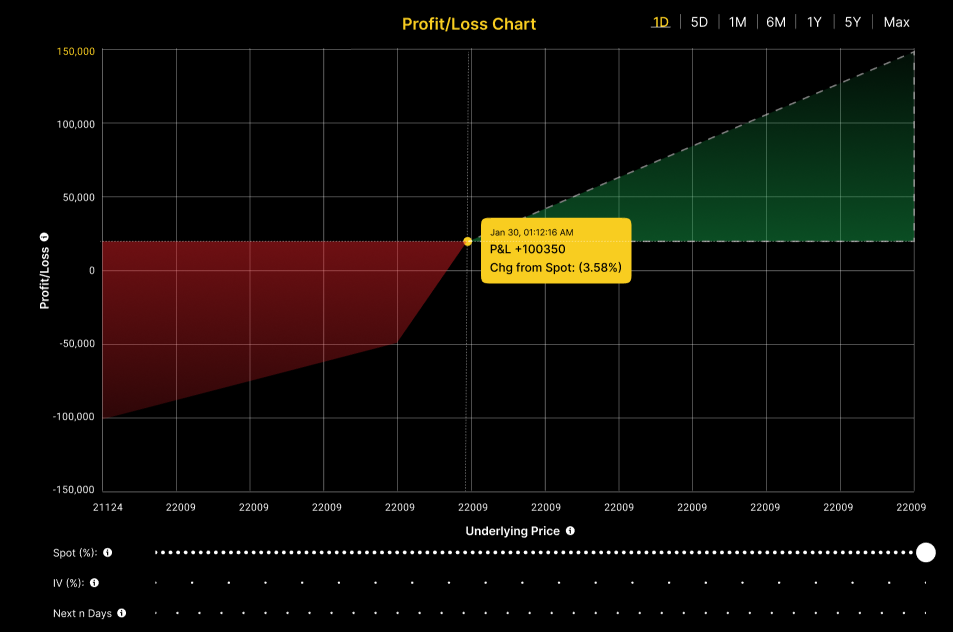 Profit/Loss Chart
1D 5D 1M 6M 1Y 5Y Max
150,000
100,000
50,000
0
-50,000
-100,000
-150,000
Profit/Loss
Jan 30, 01:12:16 AM
P&L +100350
Chg from Spot: (3.58%)
21124 22009 22009 22009 22009 22009 22009 22009 22009 22009 22009 22009
Underlying Price
Spot (%):
IV (%):
Next n Days